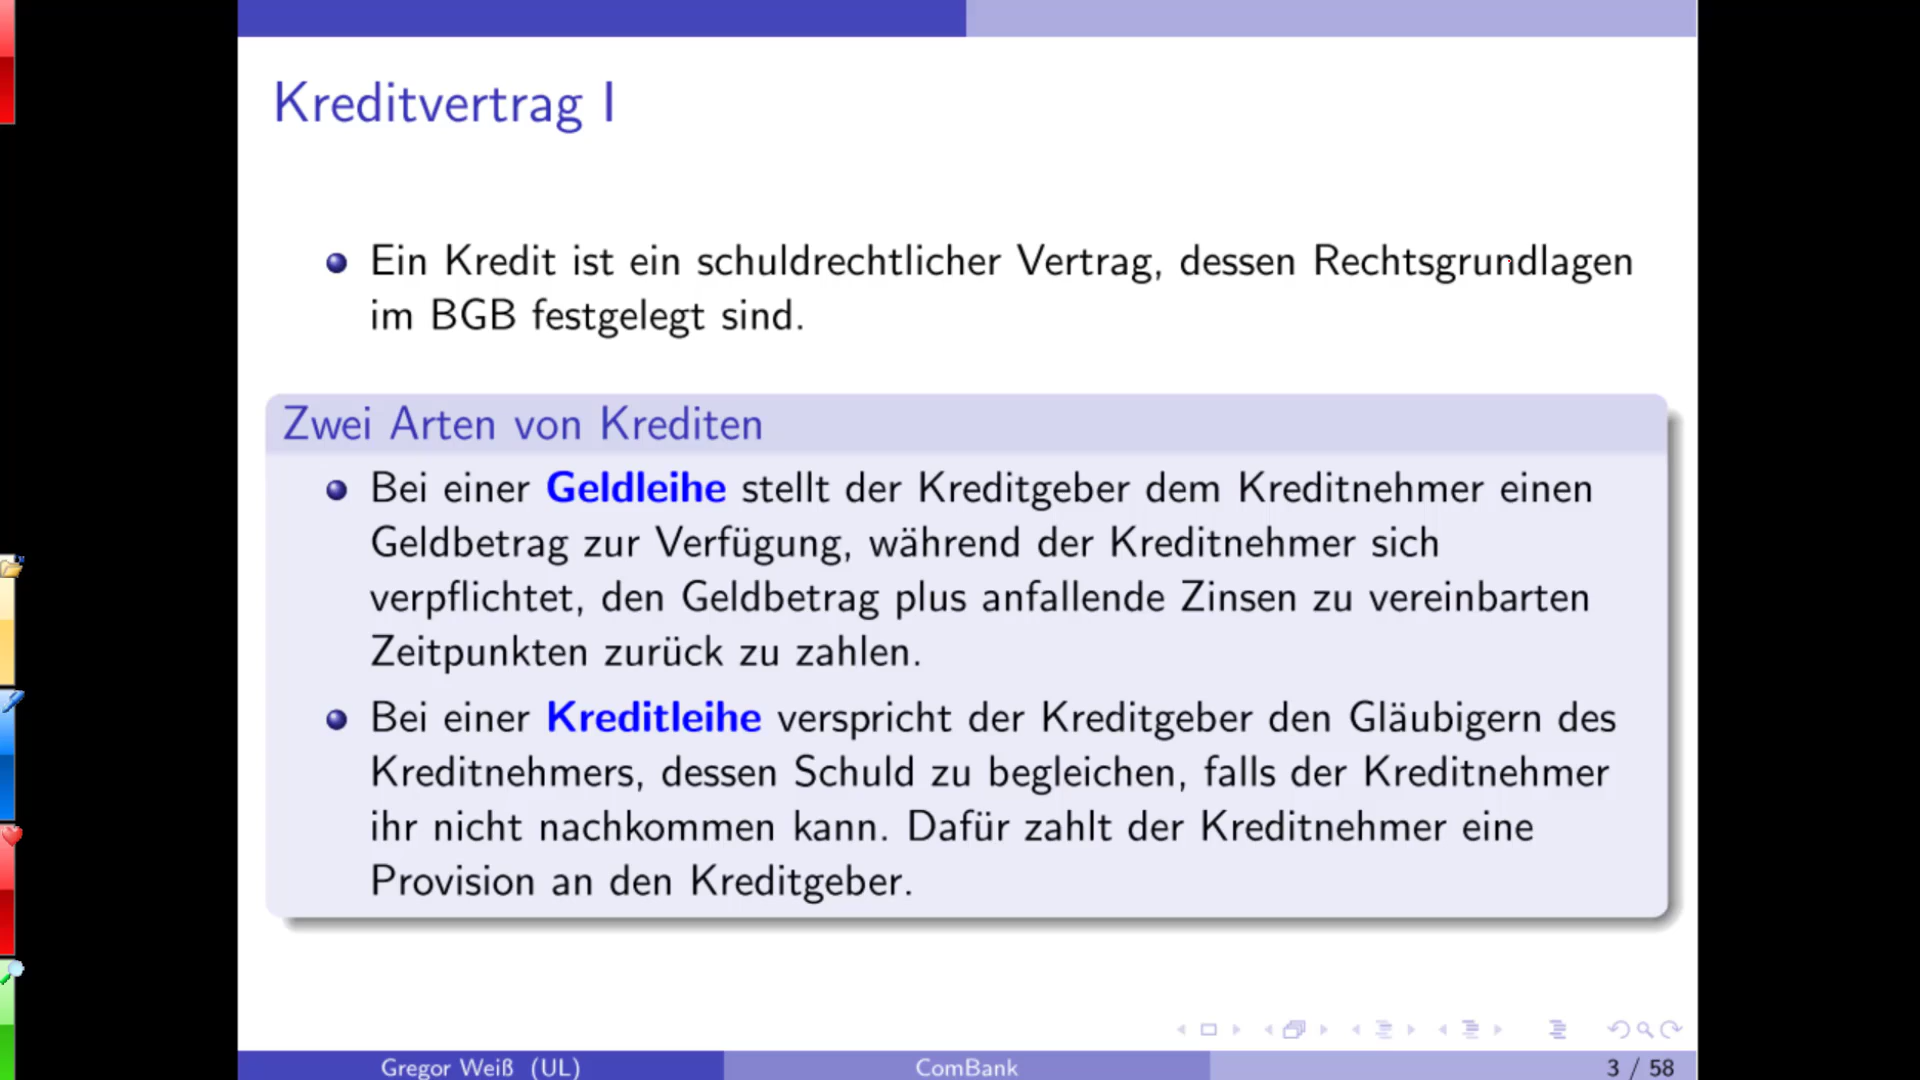 Kreditvertrag I
Ein Kredit ist ein schuldrechtlicher Vertrag, dessen Rechtsgrundlagen
im BGB festgelegt sind.
Zwei Arten von Krediten
Bei einer Geldleihe stellt der Kreditgeber dem Kreditnehmer einen
Geldbetrag zur Verfügung, während der Kreditnehmer sich
verpflichtet, den Geldbetrag plus anfallende Zinsen zu vereinbarten
Zeitpunkten zurück zu zahlen.
Bei einer Kreditleihe verspricht der Kreditgeber den Gläubigern des
Kreditnehmers, dessen Schuld zu begleichen, falls der Kreditnehmer
ihr nicht nachkommen kann. Dafür zahlt der Kreditnehmer eine
Provision an den Kreditgeber.
Gregor Weiß (UL)
ComBank
3 / 58